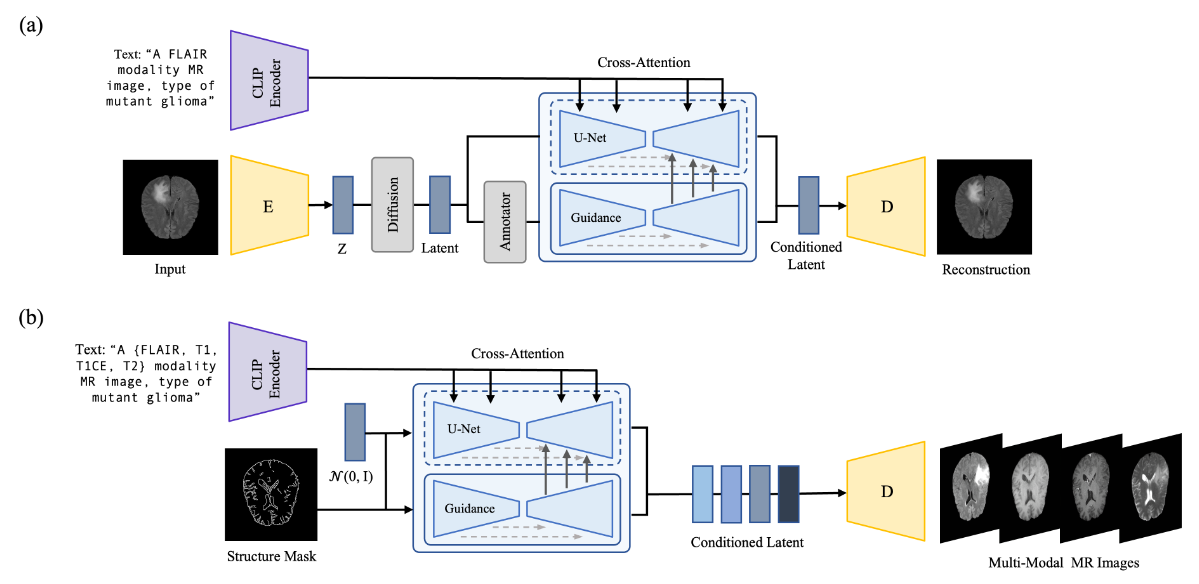 (a)
Text: “A FLAIR
modality MR
image, type of
mutant glioma”
CLIP
Encoder
Cross-Attention
U-Net
Guidance
Input
E
Z
Diffusion
Latent
Annotator
Conditioned
Latent
D
Reconstruction
(b)
Text: “A {FLAIR, T1,
T1CE, T2} modality
MR image, type of
mutant glioma”
CLIP
Encoder
Cross-Attention
U-Net
Guidance
𝒩(0, I)
Structure Mask
Conditioned Latent
D
Multi-Modal MR Images